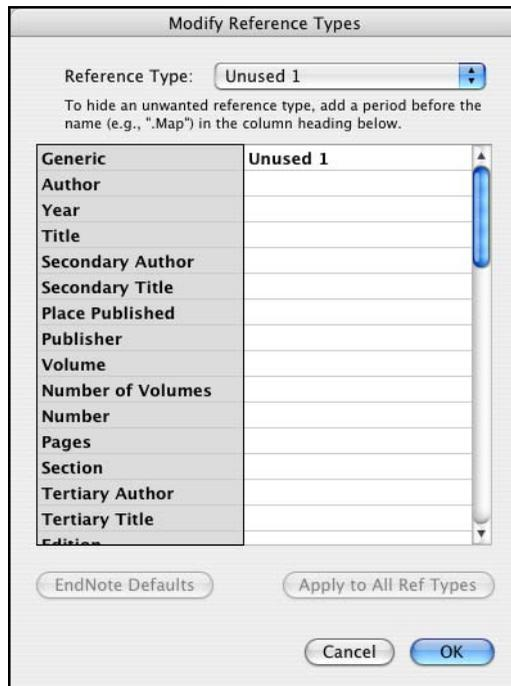 Modify Reference Types
Reference Type: Unused 1
To hide an unwanted reference type, add a period before the
name (e.g., ".Map") in the column heading below.
Generic Unused 1
Author
Year
Title
Secondary Author
Secondary Title
Place Published
Publisher
Volume
Number of Volumes
Number
Pages
Section
Tertiary Author
Tertiary Title
Edition
EndNote Defaults Apply to All Ref Types
Cancel OK